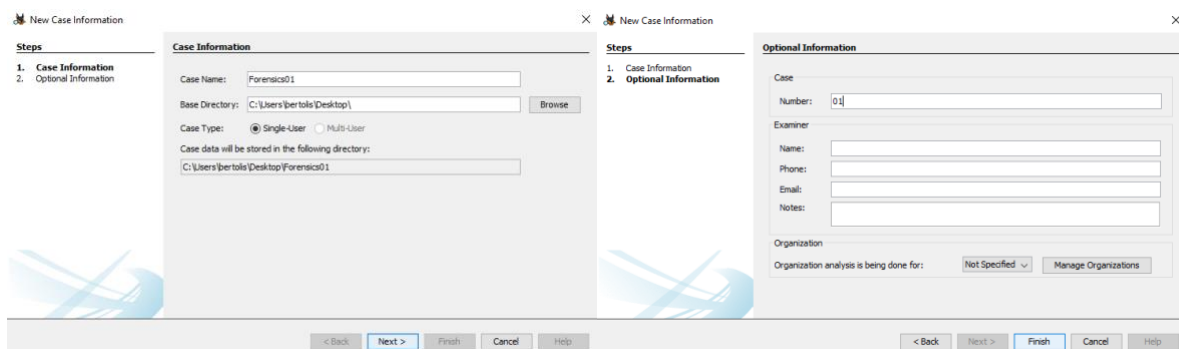 New Case Information
Steps
1. Case Information
2. Optional Information
Case Information
Case Name: Forensics01
Base Directory: C:\Users\bertolis\Desktop\ Browse
Case Type: Single-User Multi-User
Case data will be stored in the following directory:
C:\Users\bertolis\Desktop\Forensics01
< Back Next > Finish Cancel Help
New Case Information
Steps
1. Case Information
2. Optional Information
Optional Information
Case
Number: 01
Examiner
Name:
Phone:
Email:
Notes:
Organization
Organization analysis is being done for: Not Specified Manage Organizations
< Back Next > Finish Cancel Help